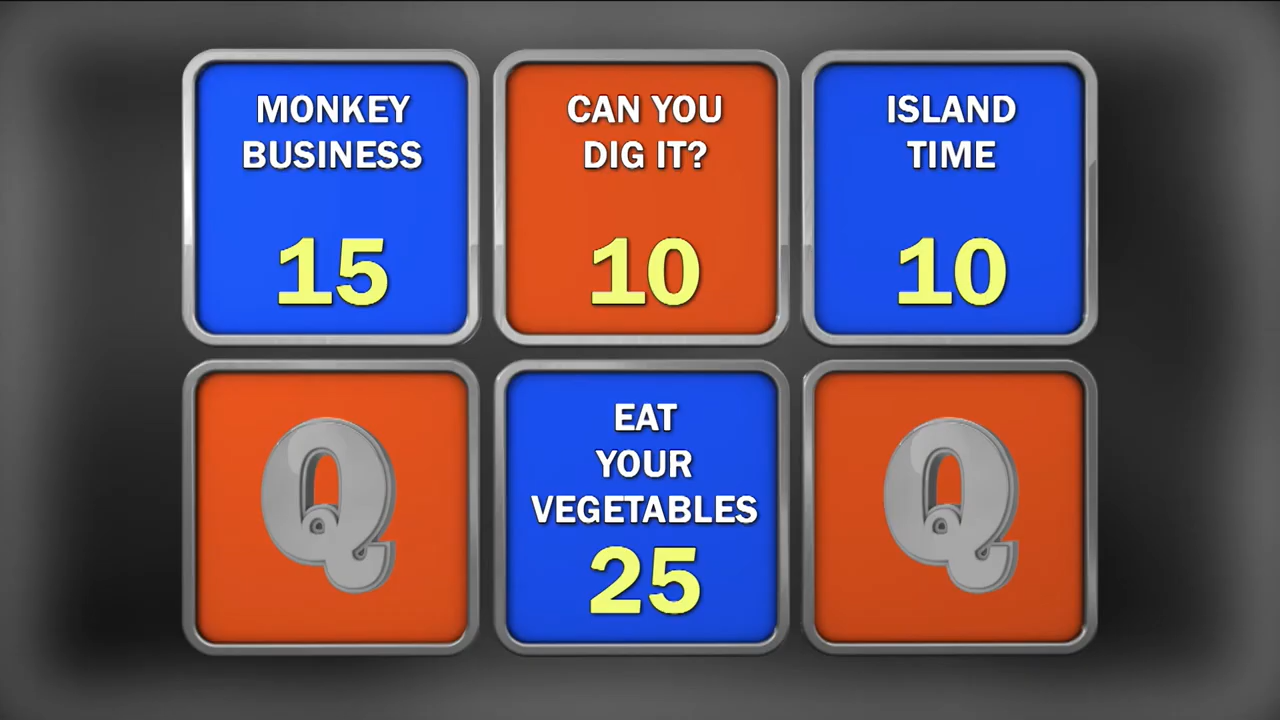 MONKEY
BUSINESS
15
CAN YOU
DIG IT?
10
ISLAND
TIME
10
Q
EAT
YOUR
VEGETABLES
25
Q